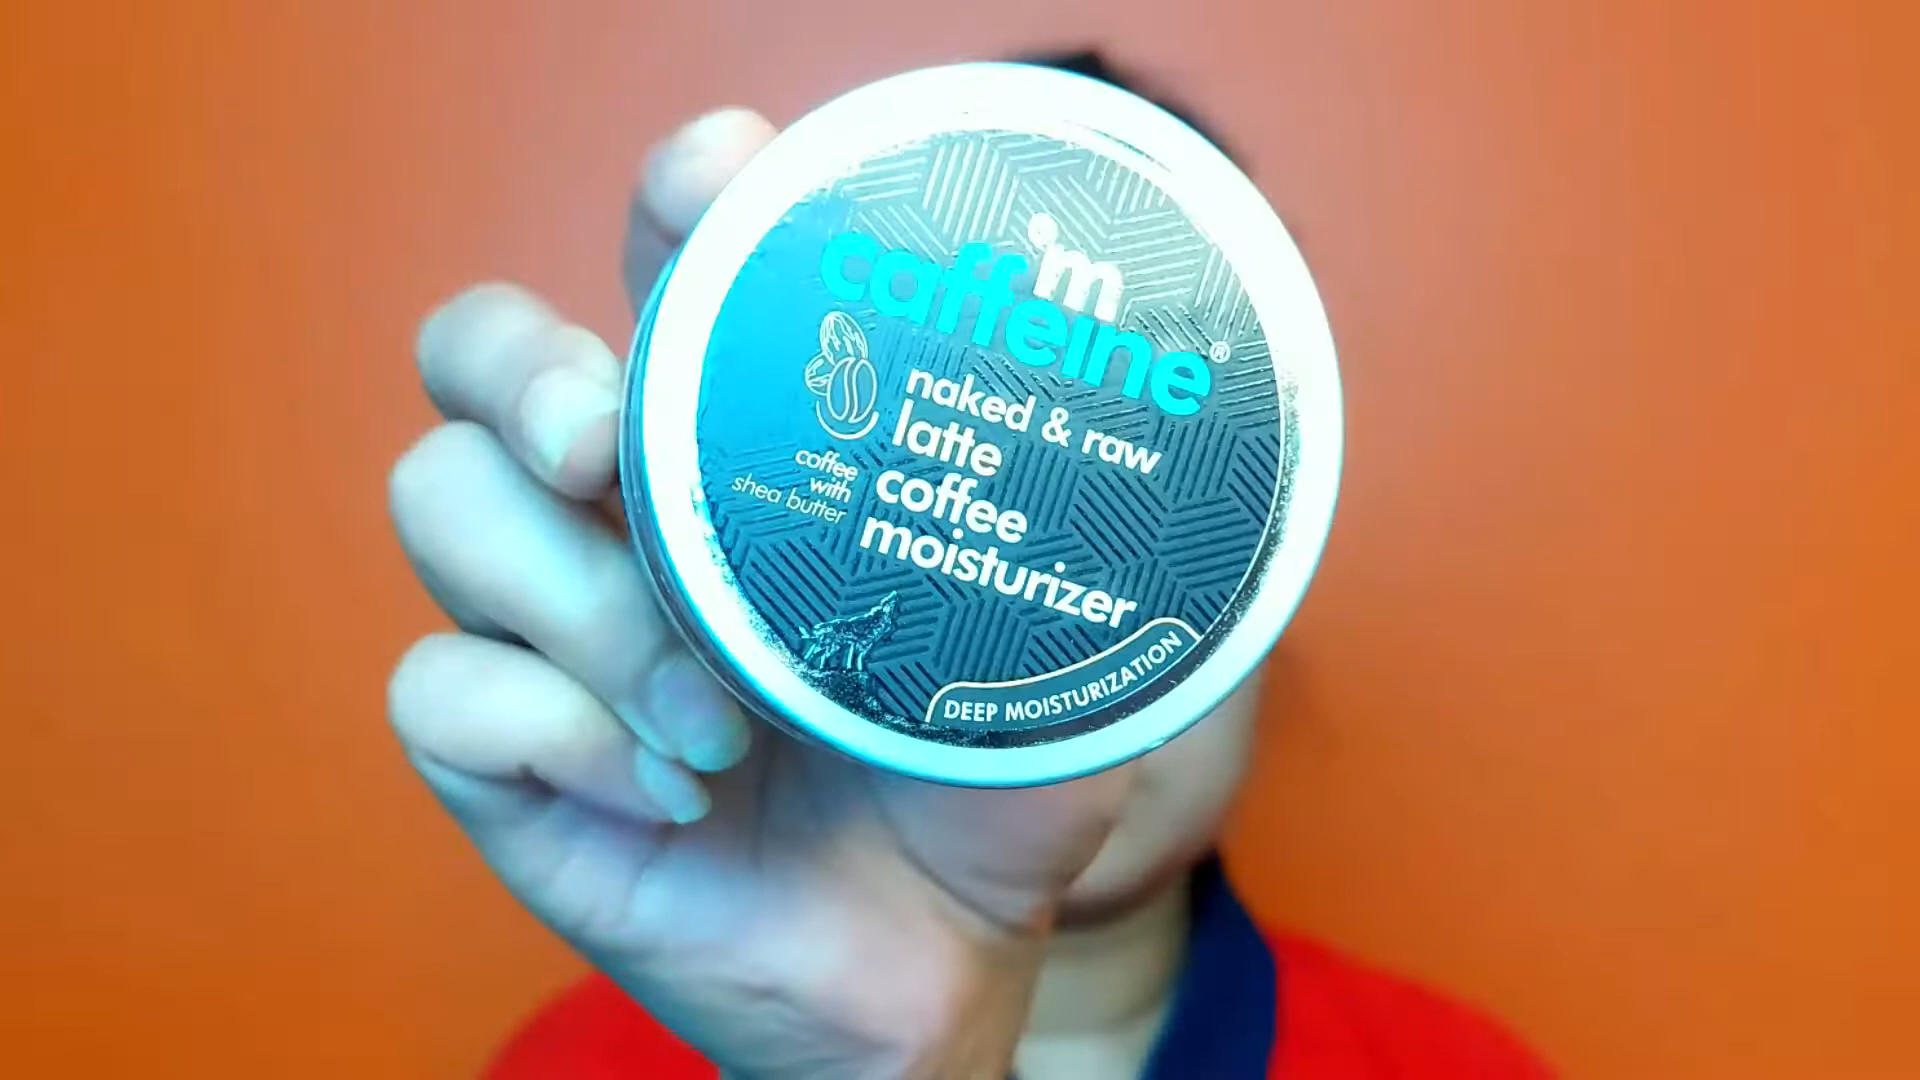 m
caffeine®
naked & raw
latte
coffee
moisturizer
coffee
with
shea butter
DEEP MOISTURIZATION